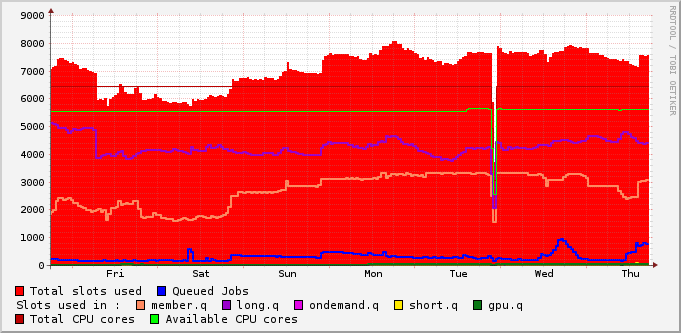 9000
8000
7000
6000
5000
4000
3000
2000
1000
0
Fri Sat Sun Mon Tue Wed Thu
Total slots used Queued Jobs
Slots used in : member.q long.q ondemand.q short.q gpu.q
Total CPU cores Available CPU cores
RRDTOOL / TOBI OETIKER